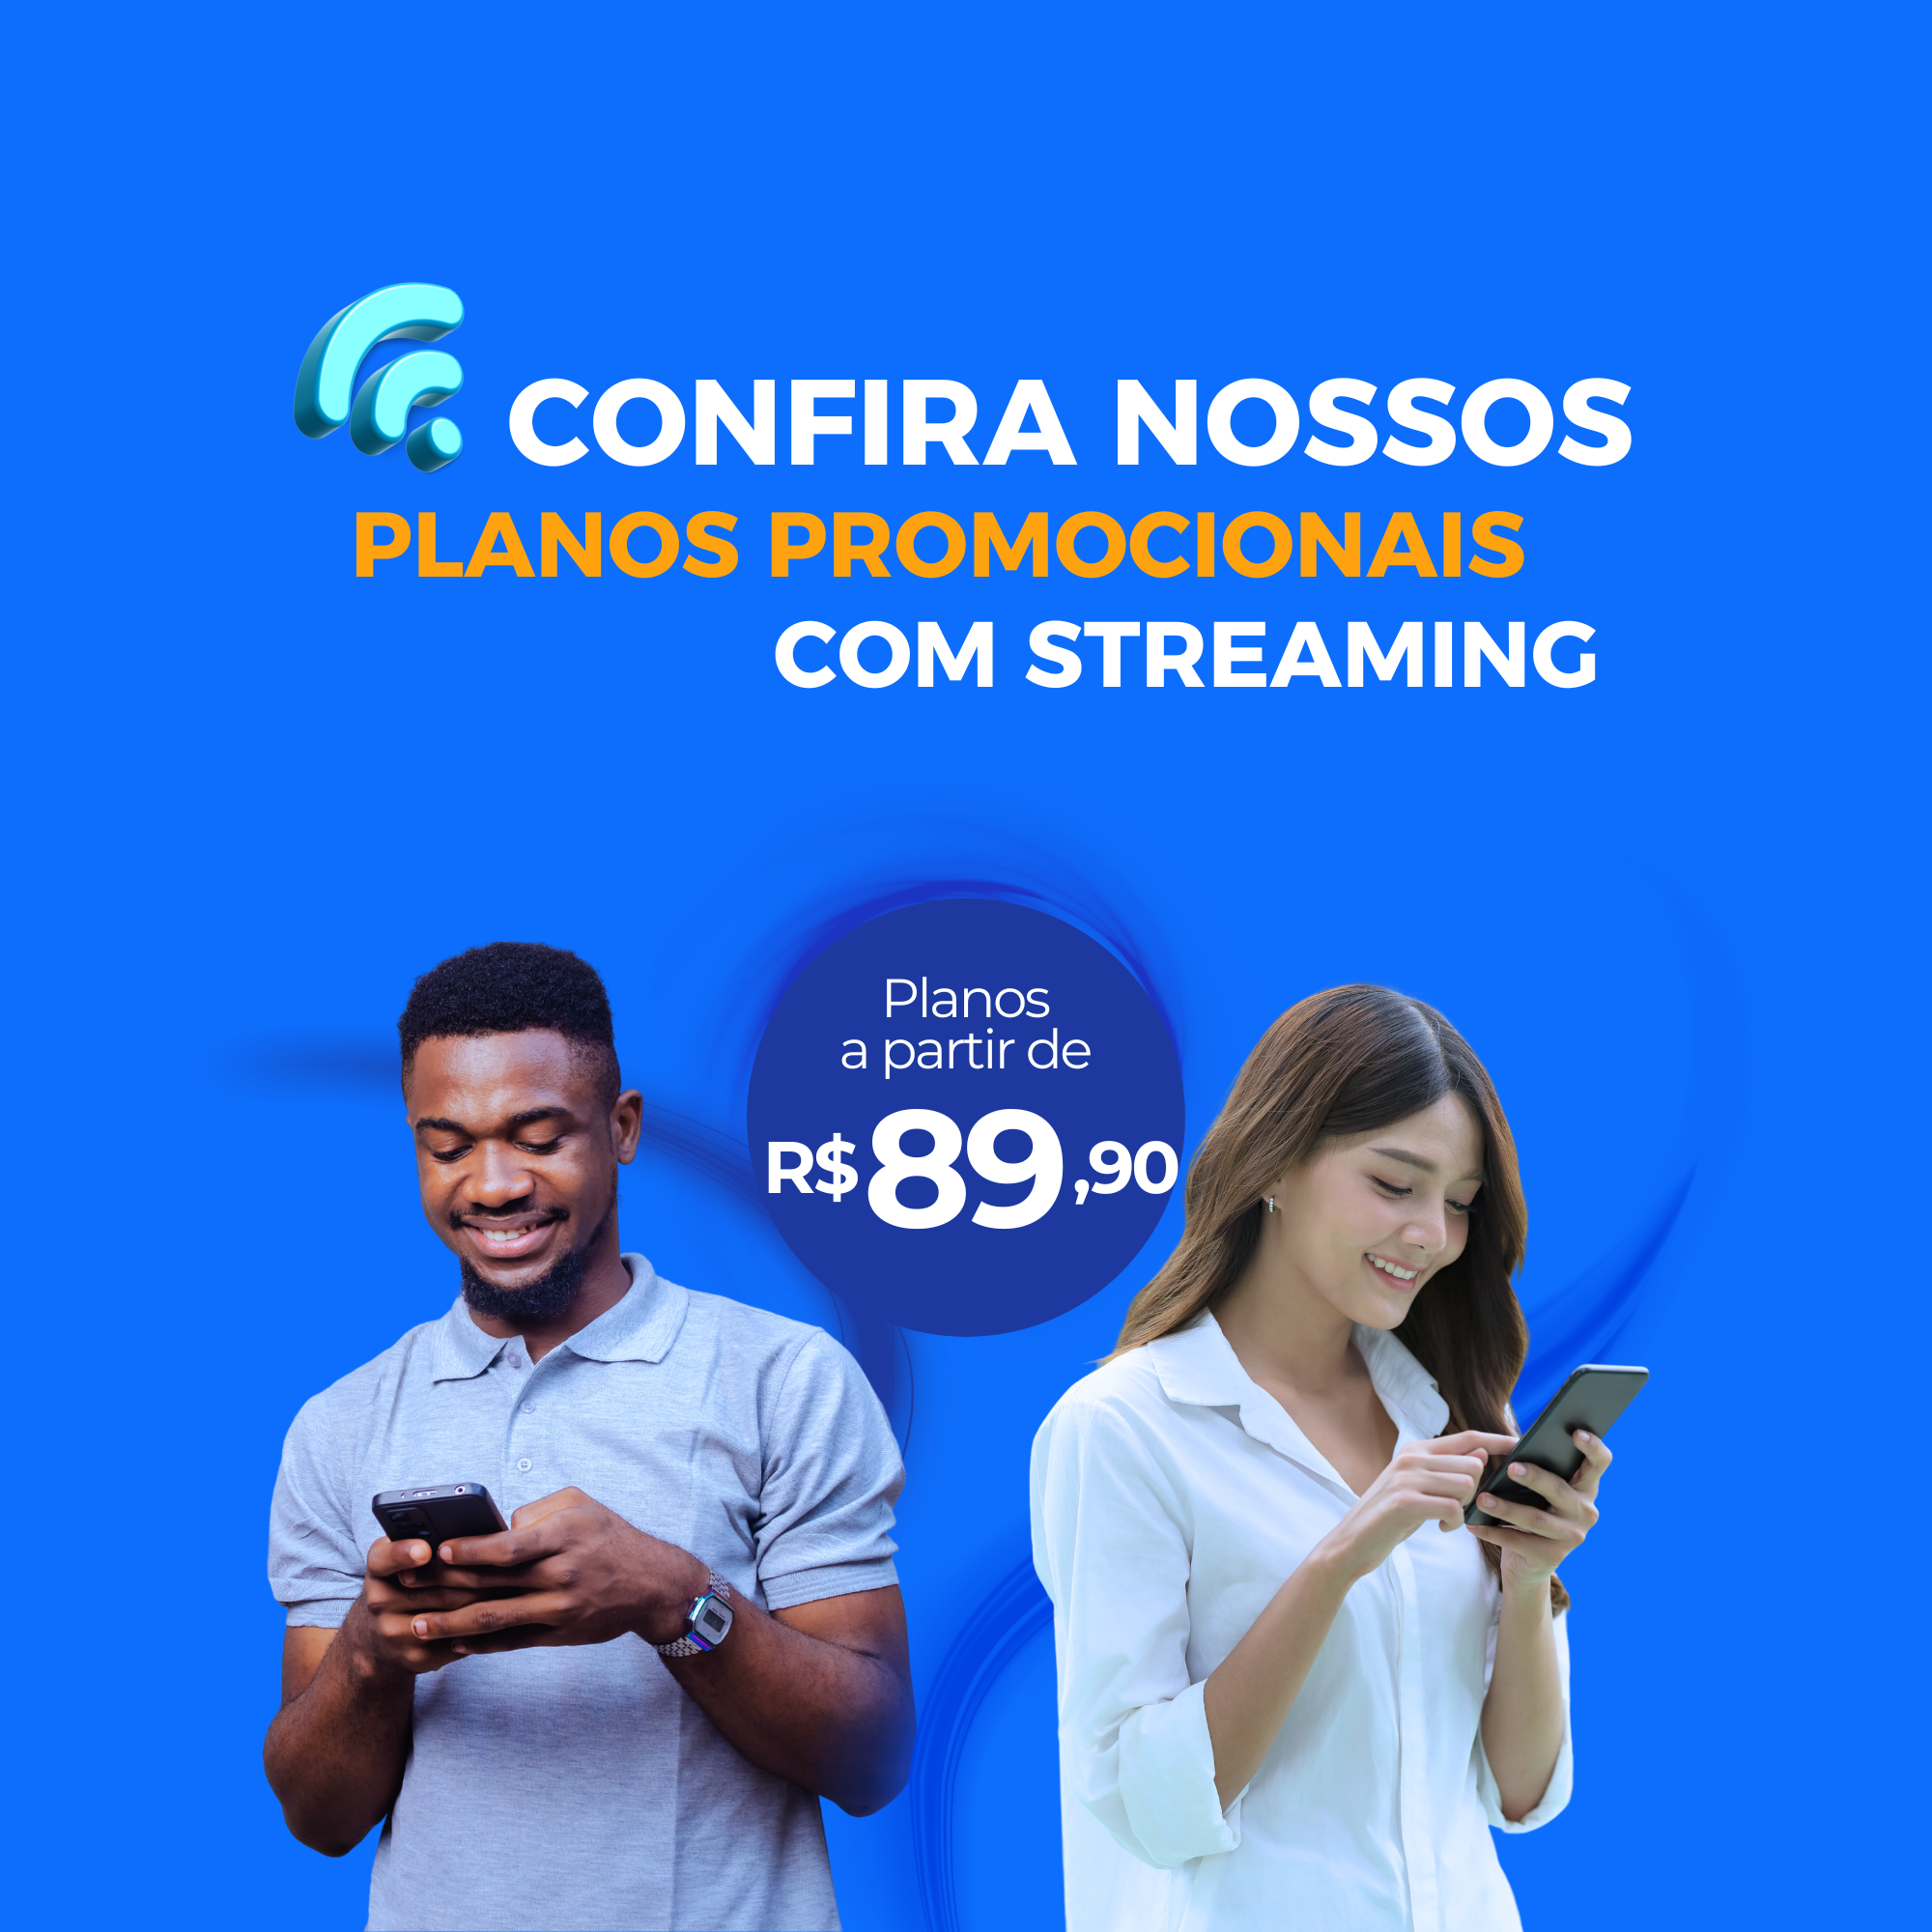 CONFIRA NOSSOS
PLANOS PROMOCIONAIS
COM STREAMING
Planos
a partir de
R$89,90